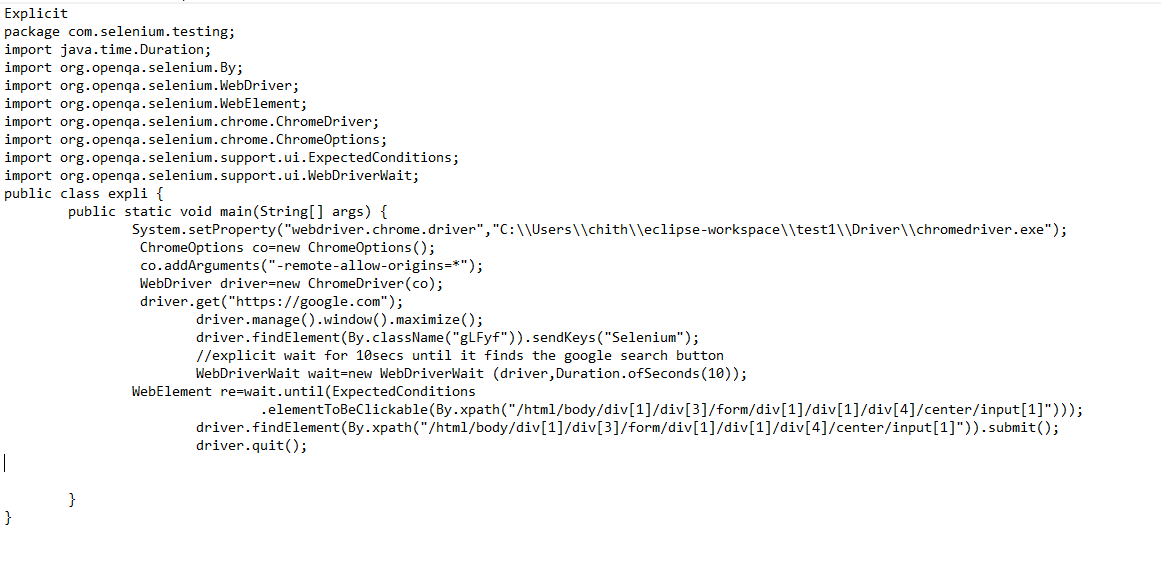 Explicit
package com.selenium.testing;
import java.time.Duration;
import org.openqa.selenium.By;
import org.openqa.selenium.WebDriver;
import org.openqa.selenium.WebElement;
import org.openqa.selenium.chrome.ChromeDriver;
import org.openqa.selenium.chrome.ChromeOptions;
import org.openqa.selenium.support.ui.ExpectedConditions;
import org.openqa.selenium.support.ui.WebDriverWait;
public class expli {
        public static void main(String[] args) {
                System.setProperty("webdriver.chrome.driver","C:\\Users\\chith\\eclipse-workspace\\test1\\Driver\\chromedriver.exe");
                 ChromeOptions co=new ChromeOptions();
                 co.addArguments("-remote-allow-origins=*");
                 WebDriver driver=new ChromeDriver(co);
                 driver.get("https://google.com");
                        driver.manage().window().maximize();
                        driver.findElement(By.className("gLFyf")).sendKeys("Selenium");
                        //explicit wait for 10secs until it finds the google search button
                        WebDriverWait wait=new WebDriverWait (driver,Duration.ofSeconds(10));
                WebElement re=wait.until(ExpectedConditions
                                .elementToBeClickable(By.xpath("/html/body/div[1]/div[3]/form/div[1]/div[1]/div[4]/center/input[1]")));
                        driver.findElement(By.xpath("/html/body/div[1]/div[3]/form/div[1]/div[1]/div[4]/center/input[1]")).submit();
                        driver.quit();
        }
}